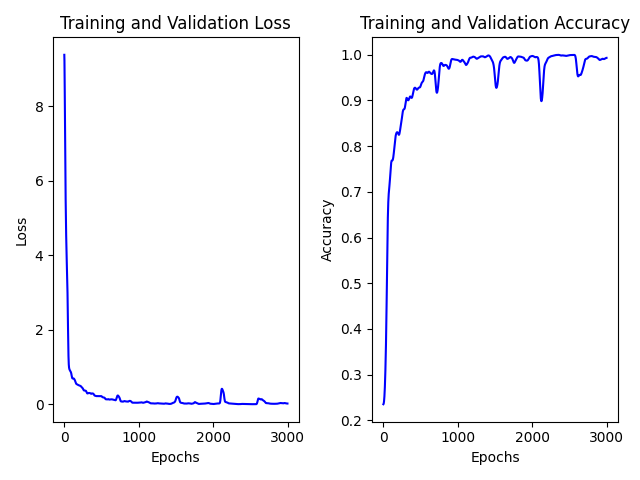 Training and Validation Loss
Loss
8
6
4
2
0
0 1000 2000 3000
Epochs
Training and Validation Accuracy
Accuracy
1.0
0.9
0.8
0.7
0.6
0.5
0.4
0.3
0.2
0 1000 2000 3000
Epochs